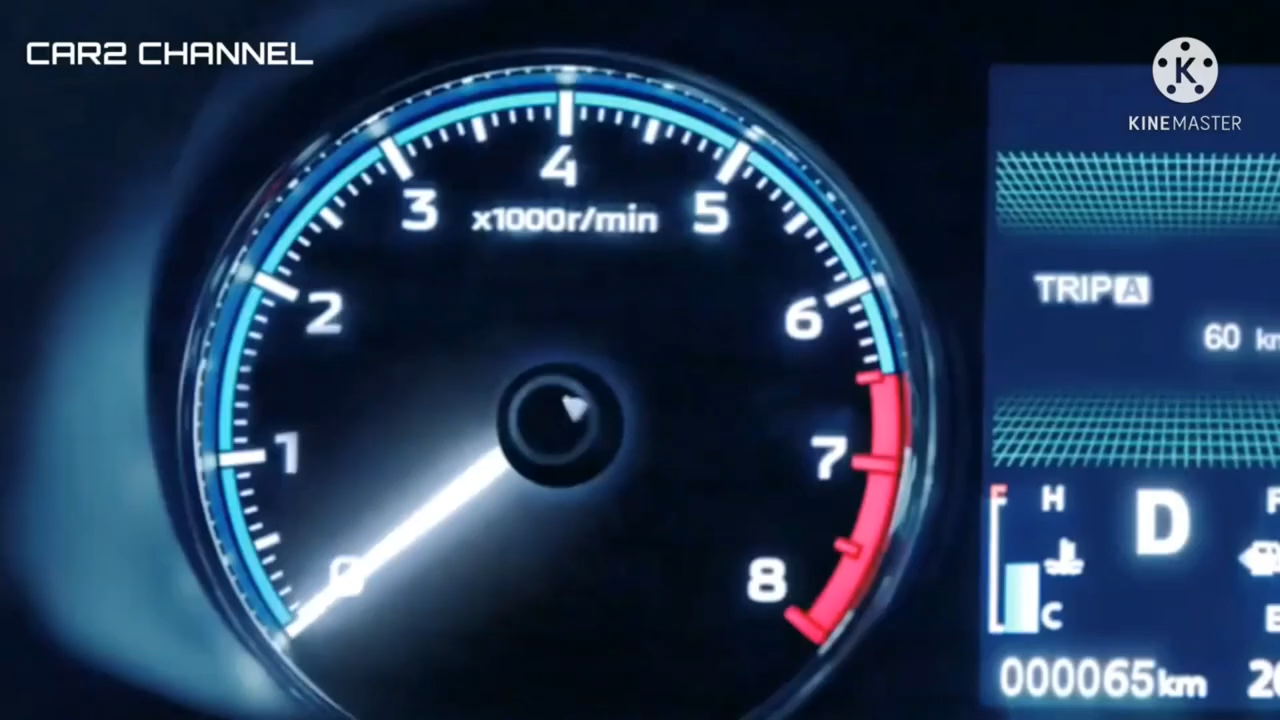 CAR2 CHANNEL
K
KINEMASTER
4
3
x1000r/min
5
2
6
1
7
0
8
TRIP A
60 km
F
H
D
C
000065km